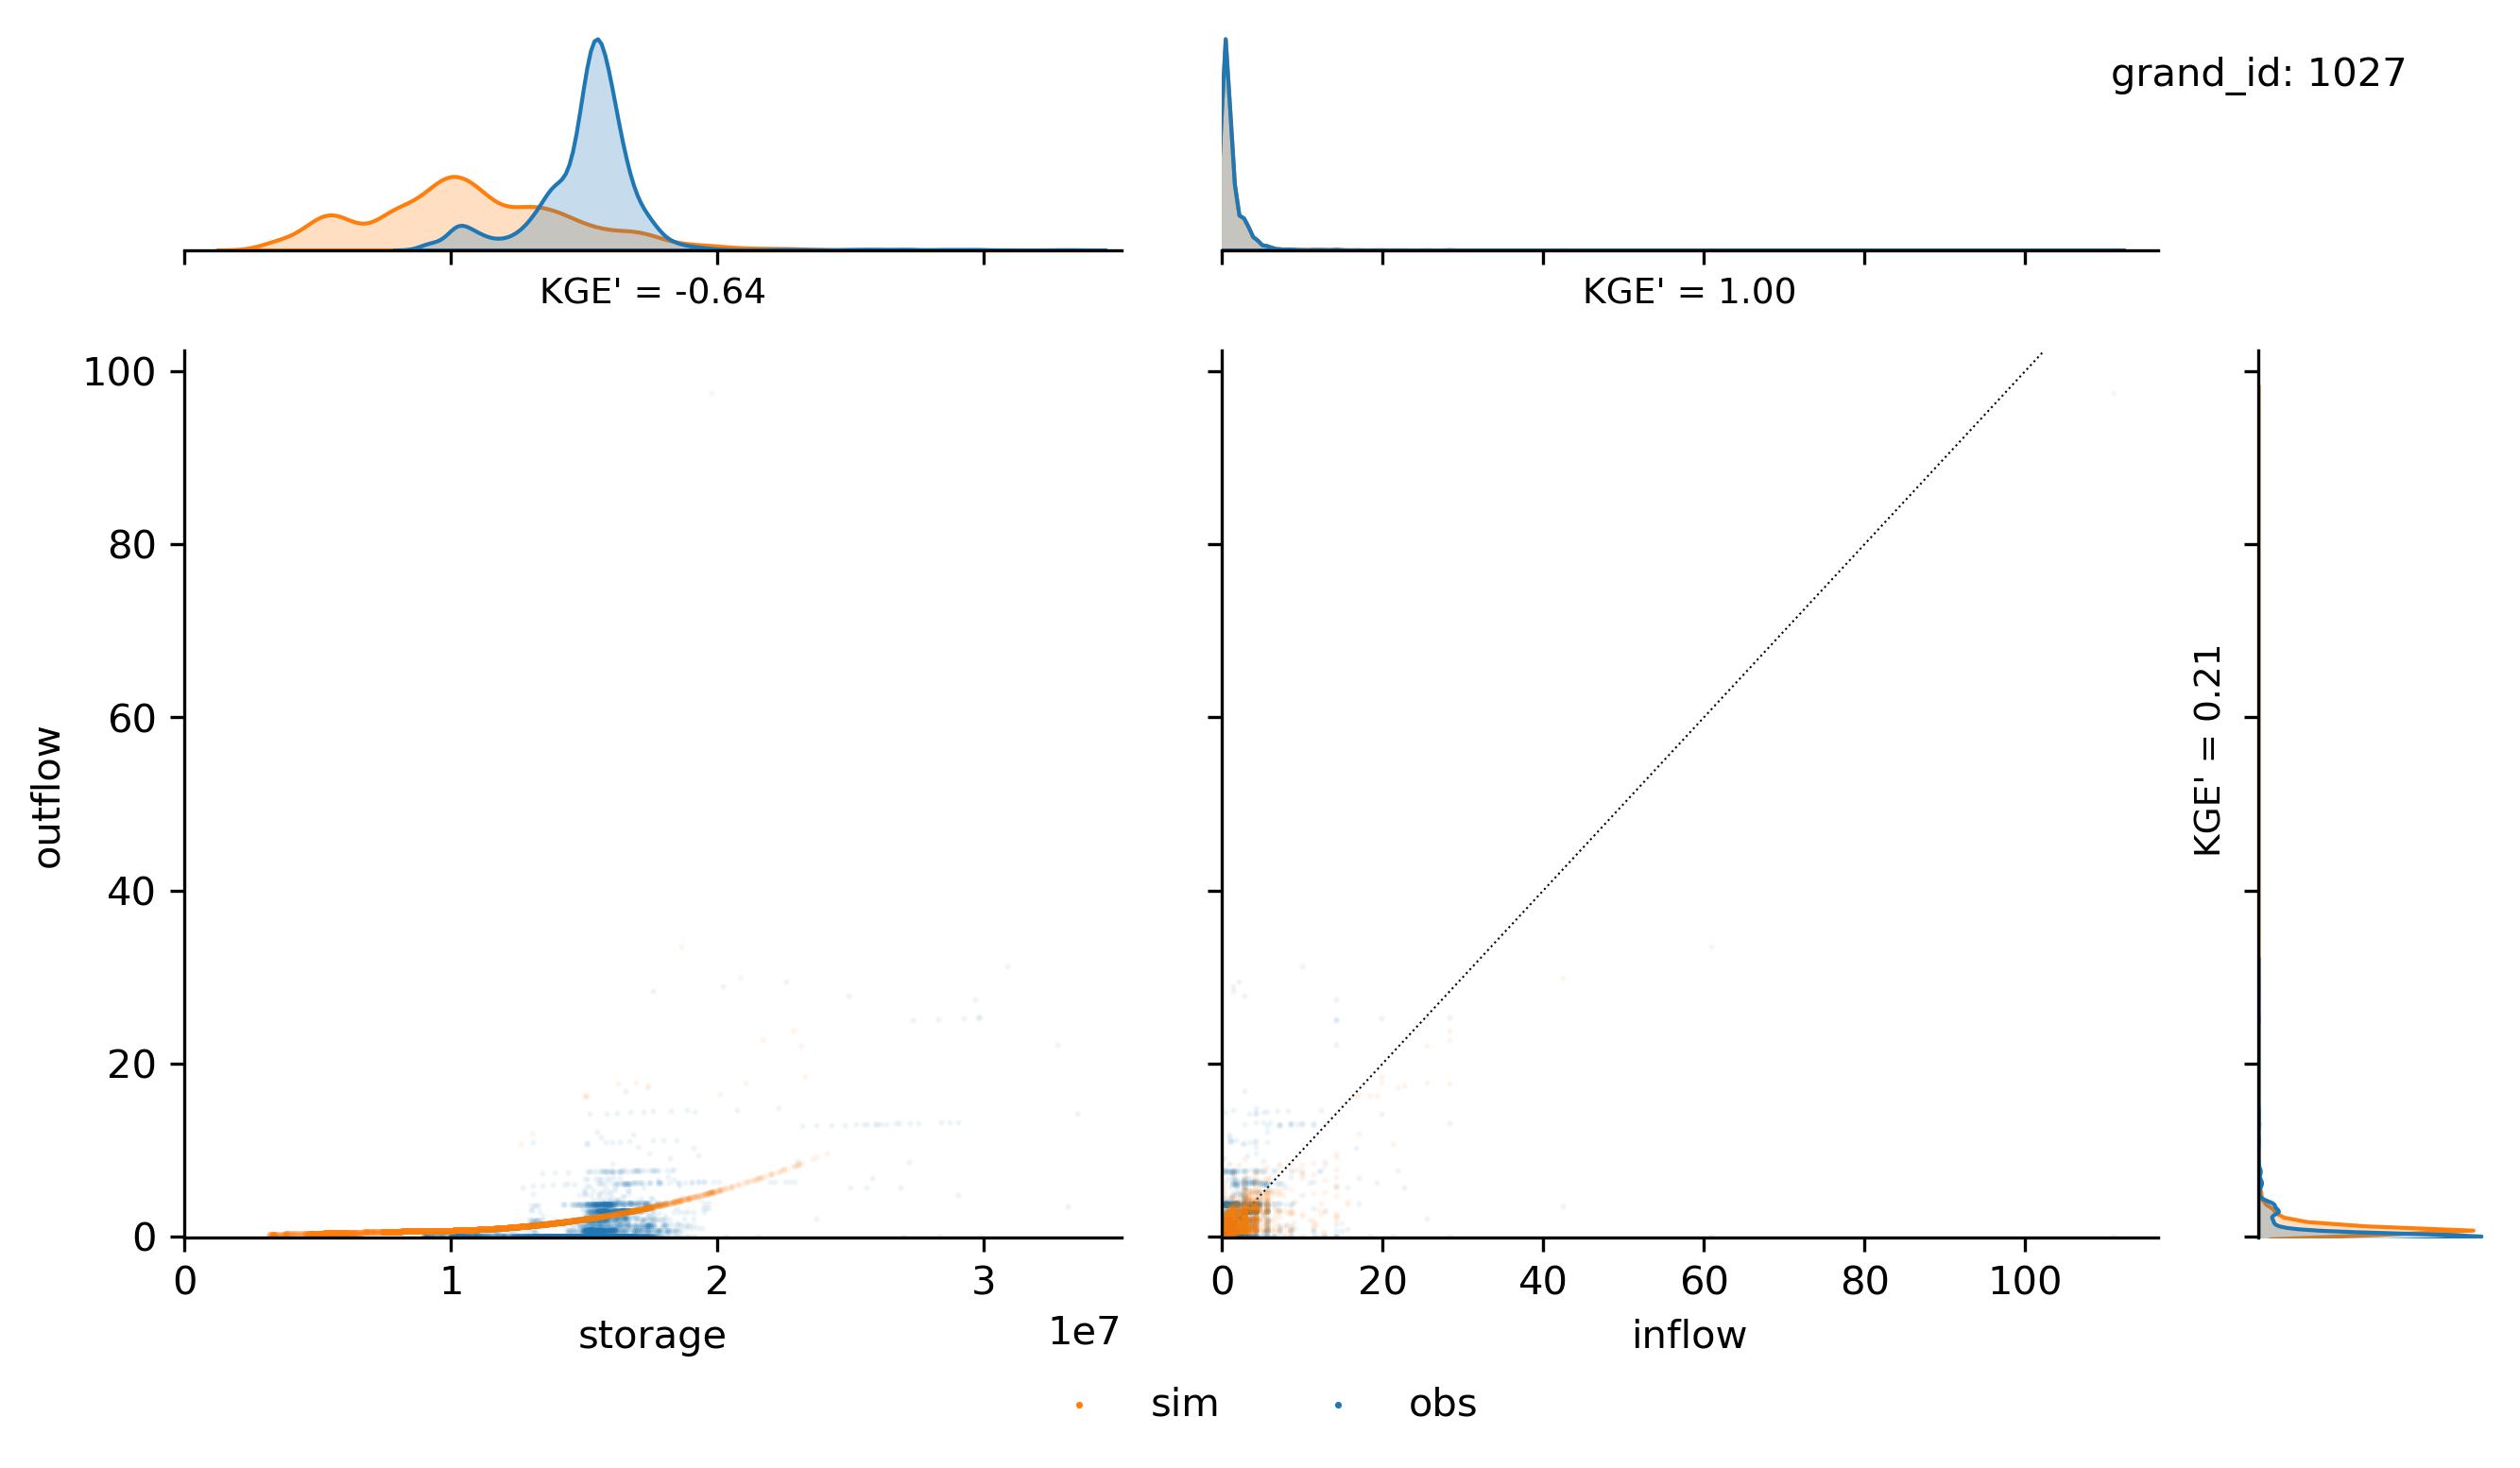 grand_id: 1027
KGE' = -0.64
KGE' = 1.00
100
80
60
40
20
0
outflow
KGE' = 0.21
0 1 2 3
0 20 40 60 80 100
storage
1e7
inflow
sim obs